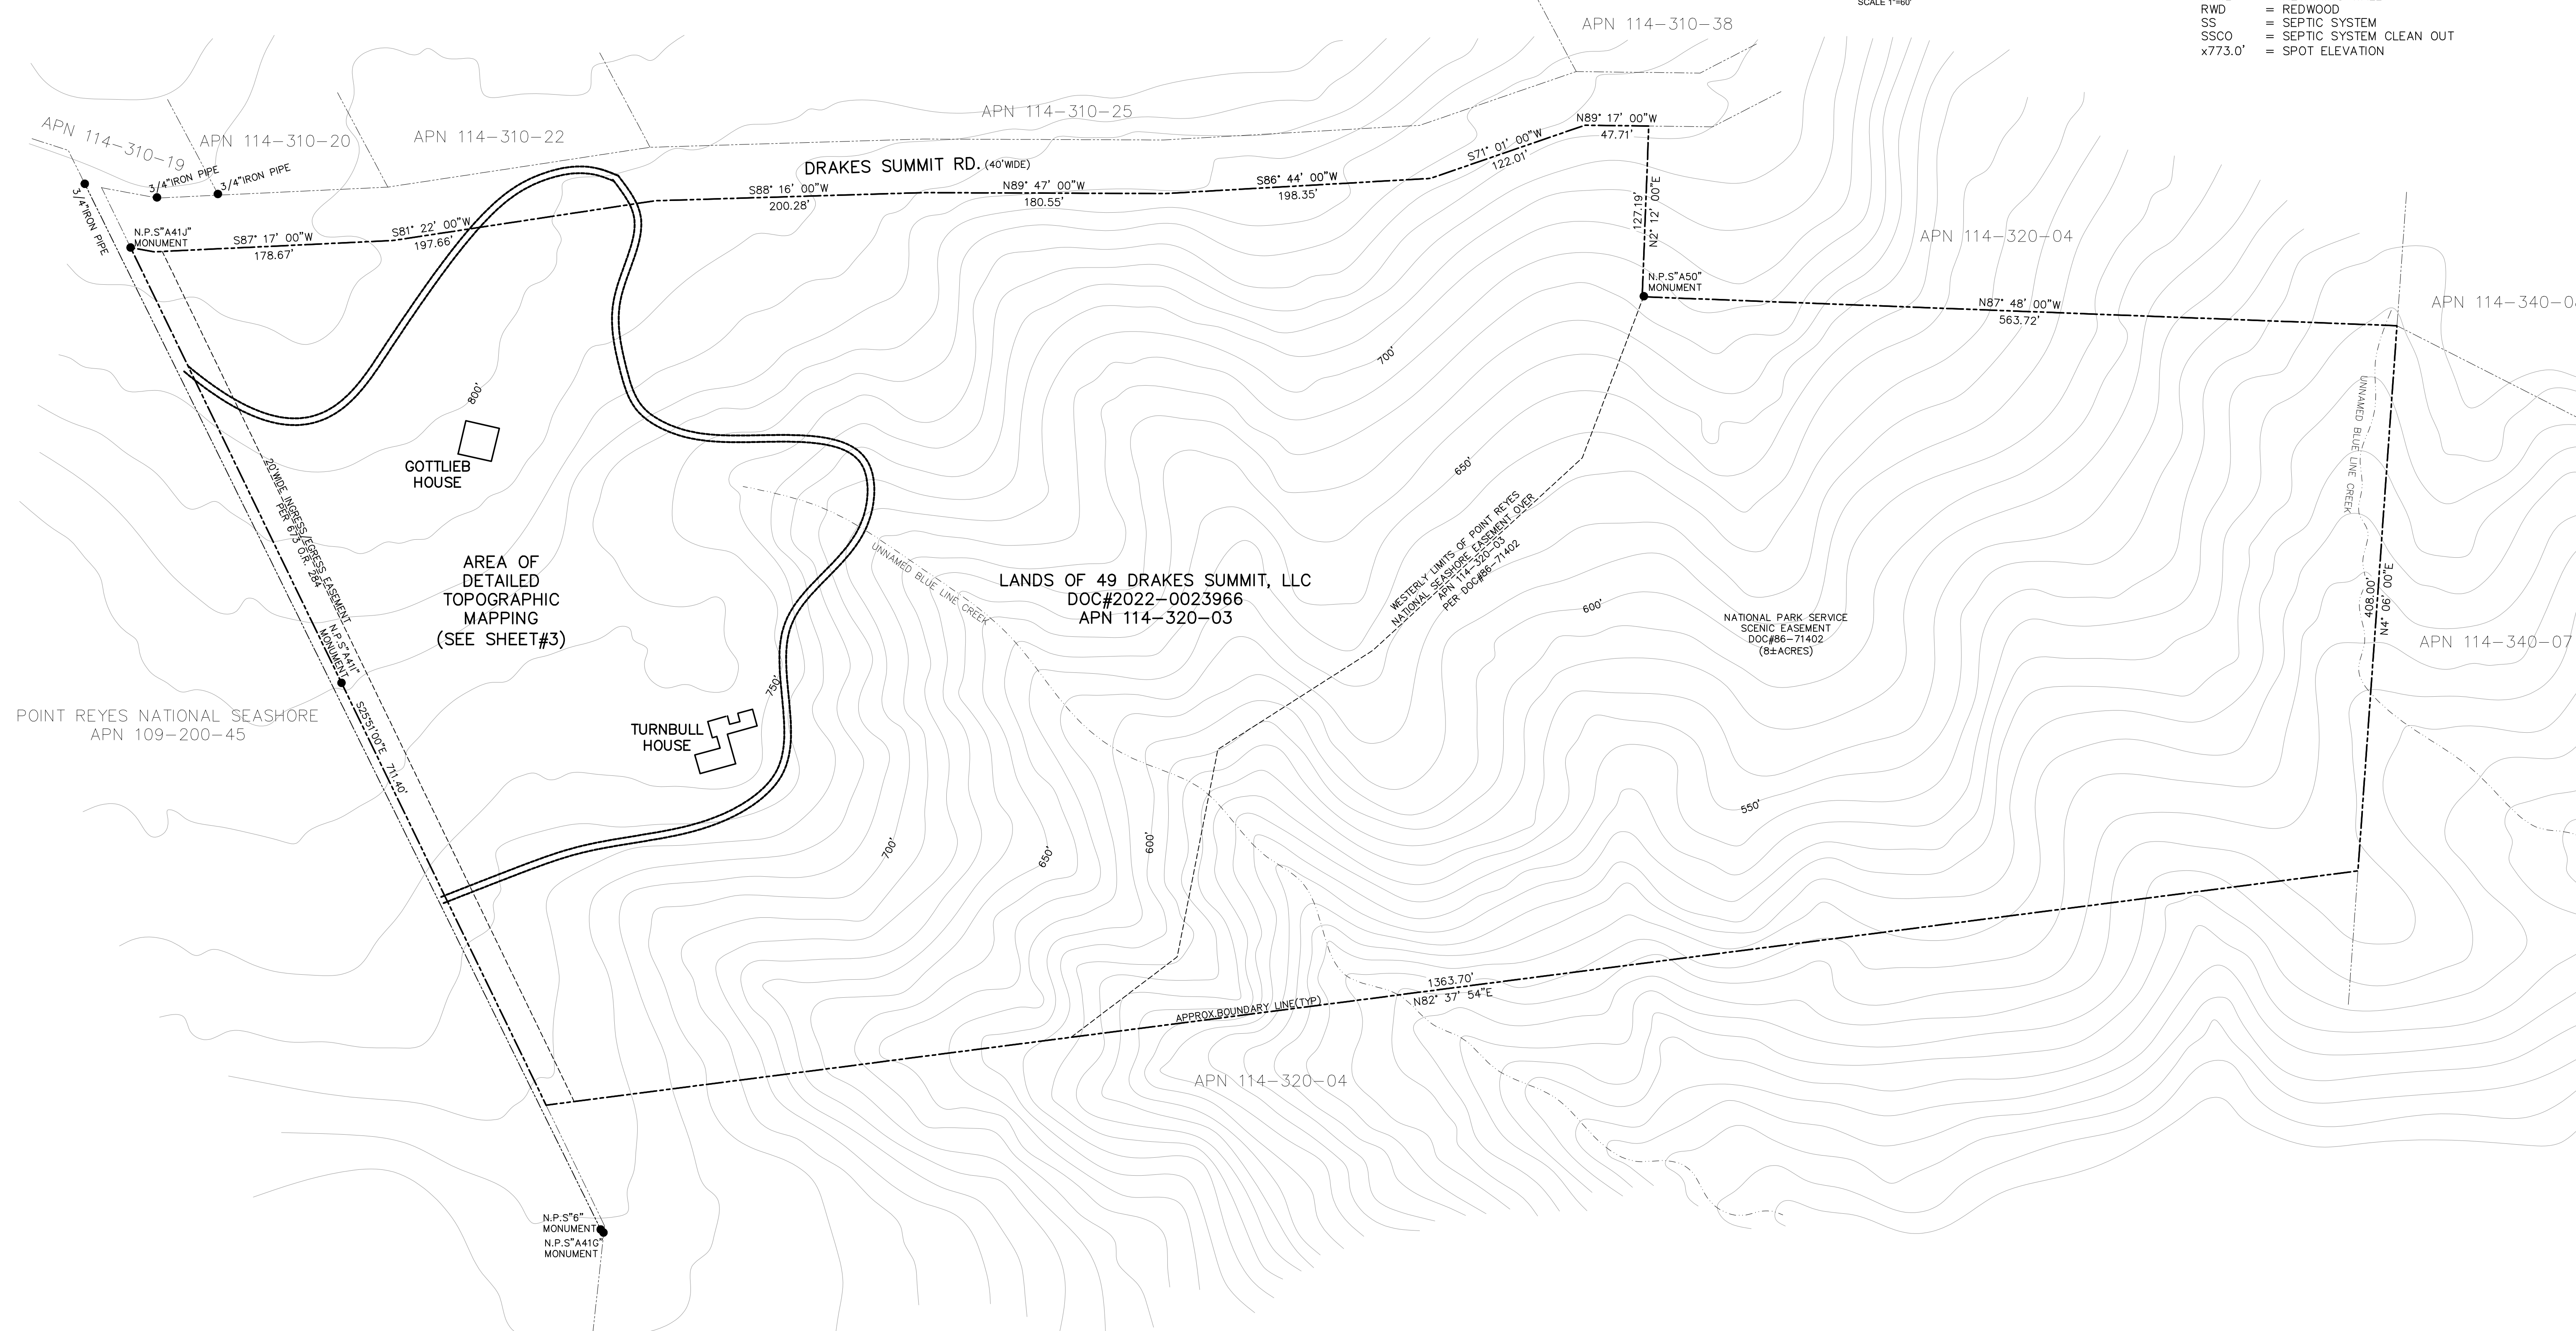 SCALE 1"=60'
RWD = REDWOOD
SS = SEPTIC SYSTEM
SSCO = SEPTIC SYSTEM CLEAN OUT
x773.0' = SPOT ELEVATION
APN 114-310-38
APN 114-310-25
APN 114-310-19
APN 114-310-20
APN 114-310-22
3/4"IRON PIPE
3/4"IRON PIPE
3/4"IRON PIPE
DRAKES SUMMIT RD. (40'WIDE)
N.P.S"A41J"
MONUMENT
S87° 17' 00"W
178.67'
S81° 22' 00"W
197.66'
S88° 16' 00"W
200.28'
N89° 47' 00"W
180.55'
S86° 44' 00"W
198.35'
S71° 01' 00"W
122.01'
N89° 17' 00"W
47.71'
127.19'
N2° 12' 00"E
N.P.S"A50"
MONUMENT
APN 114-320-04
N87° 48' 00"W
563.72'
APN 114-340-0
UNNAMED BLUE LINE CREEK
408.00'
N4° 06' 00"E
APN 114-340-07
800'
GOTTLIEB
HOUSE
20'WIDE INGRESS/EGRESS EASEMENT
PER 673 O.R. 284
AREA OF
DETAILED
TOPOGRAPHIC
MAPPING
(SEE SHEET#3)
N.P.S"A41I"
MONUMENT
S25°51'00"E 711.40'
POINT REYES NATIONAL SEASHORE
APN 109-200-45
TURNBULL
HOUSE
750'
UNNAMED BLUE LINE CREEK
LANDS OF 49 DRAKES SUMMIT, LLC
DOC#2022-0023966
APN 114-320-03
700'
650'
WESTERLY LIMITS OF POINT REYES
NATIONAL SEASHORE EASEMENT OVER
APN 114-320-03
PER DOC#86-71402
600'
NATIONAL PARK SERVICE
SCENIC EASEMENT
DOC#86-71402
(8±ACRES)
550'
700'
650'
600'
APPROX.BOUNDARY LINE(TYP)
1363.70'
N82° 37' 54"E
APN 114-320-04
N.P.S"6"
MONUMENT
N.P.S"A41G"
MONUMENT